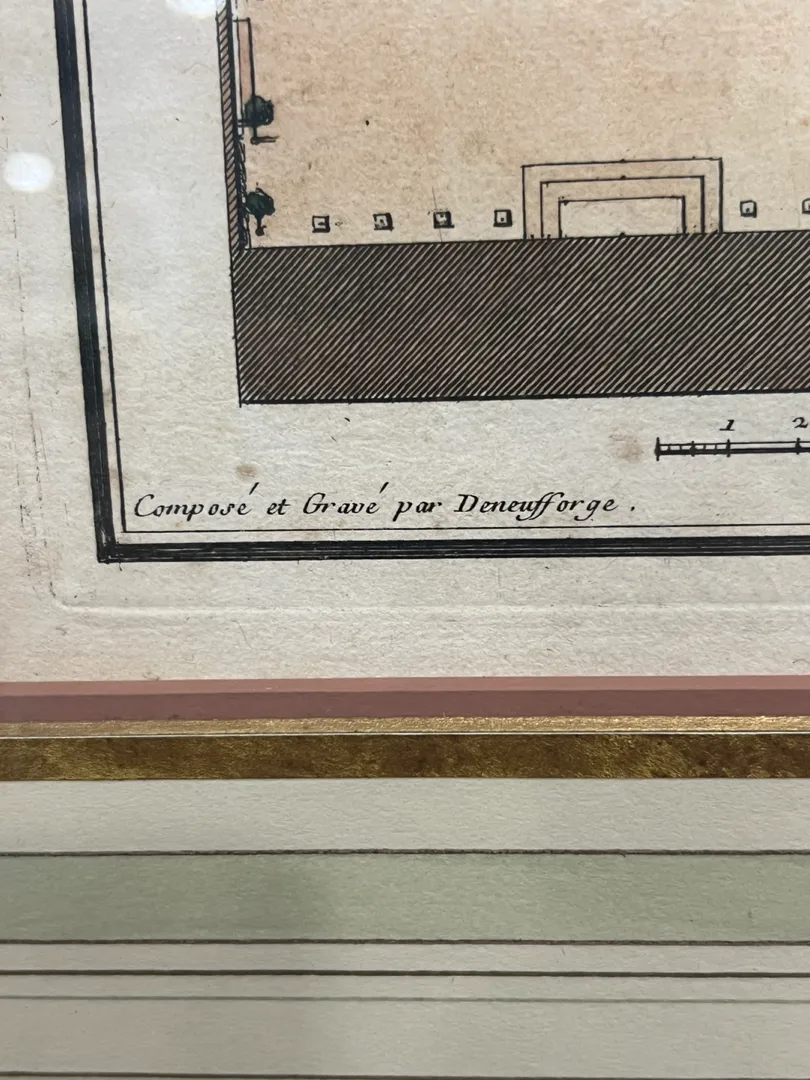 1 2
Composé et Gravé par Deneufforge .